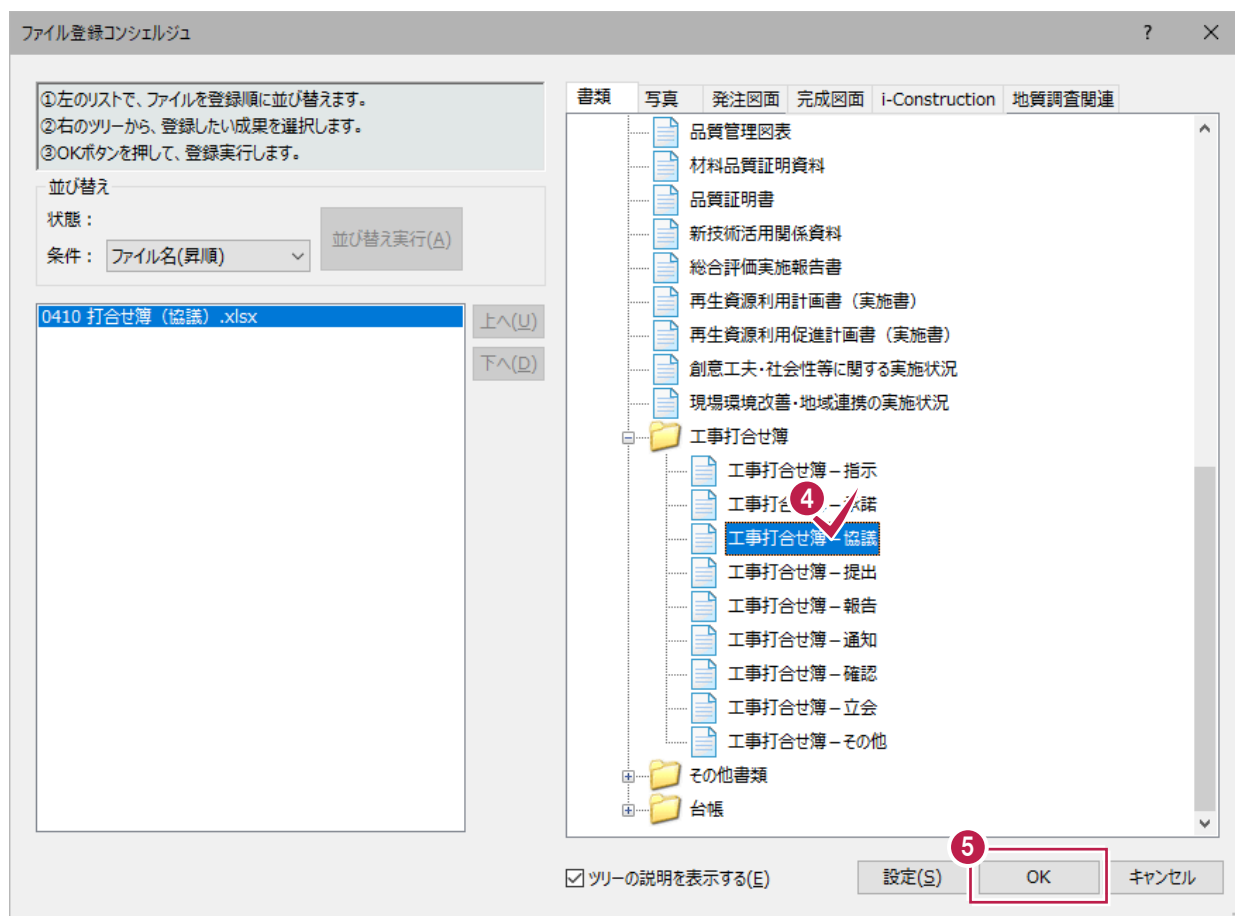 ファイル登録コンシェルジュ
①左のリストで、ファイルを登録順に並び替えます。
②右のツリーから、登録したい成果を選択します。
③OKボタンを押して、登録実行します。
並び替え
状態：
条件： ファイル名(昇順)
並び替え実行(A)
0410 打合せ簿（協議）.xlsx
上へ(U)
下へ(D)
書類 写真 発注図面 完成図面 i-Construction 地質調査関連
品質管理図表
材料品質証明資料
品質証明書
新技術活用関係資料
総合評価実施報告書
再生資源利用計画書（実施書）
再生資源利用促進計画書（実施書）
創意工夫・社会性等に関する実施状況
現場環境改善・地域連携の実施状況
工事打合せ簿
工事打合せ簿－指示
工事打合－承諾
4
工事打合せ簿－協議
工事打合せ簿－提出
工事打合せ簿－報告
工事打合せ簿－通知
工事打合せ簿－確認
工事打合せ簿－立会
工事打合せ簿－その他
その他書類
台帳
5
ツリーの説明を表示する(E)
設定(S)
OK
キャンセル